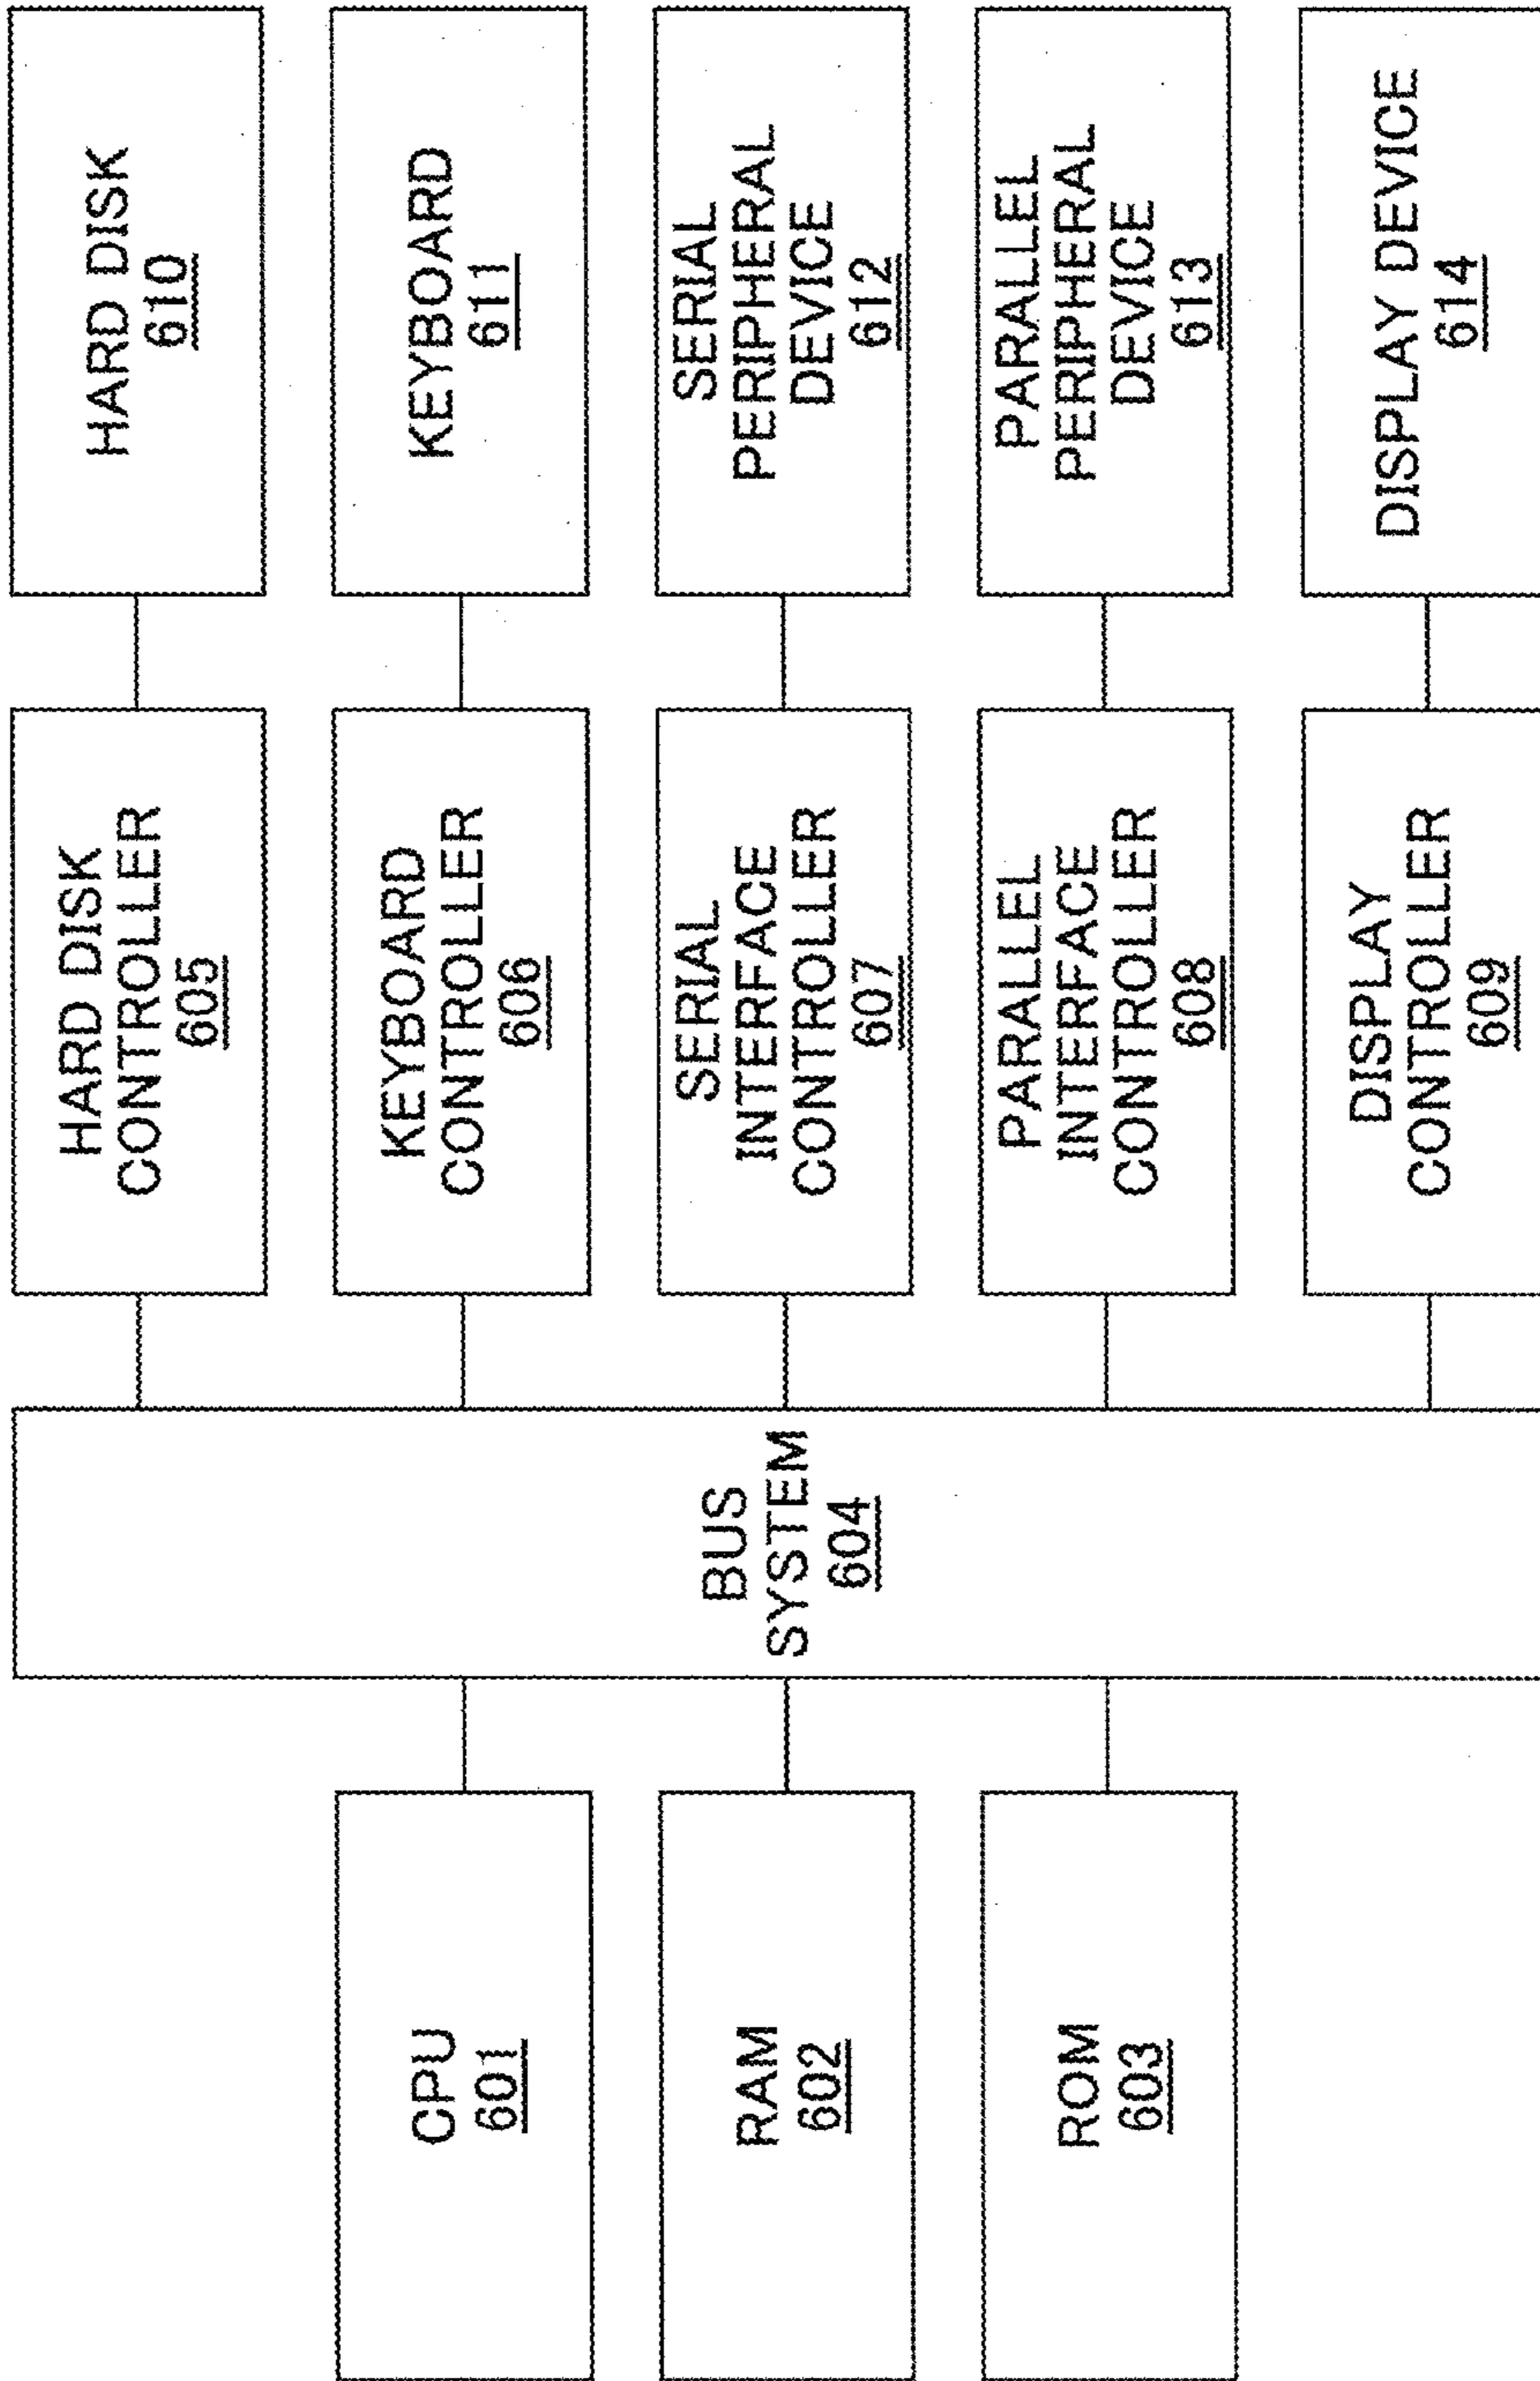 CPU
601
RAM
602
ROM
603
BUS
SYSTEM
604
HARD DISK
CONTROLLER
605
KEYBOARD
CONTROLLER
606
SERIAL
INTERFACE
CONTROLLER
607
PARALLEL
INTERFACE
CONTROLLER
608
DISPLAY
CONTROLLER
609
HARD DISK
610
KEYBOARD
611
SERIAL
PERIPHERAL
DEVICE
612
PARALLEL
PERIPHERAL
DEVICE
613
DISPLAY DEVICE
614